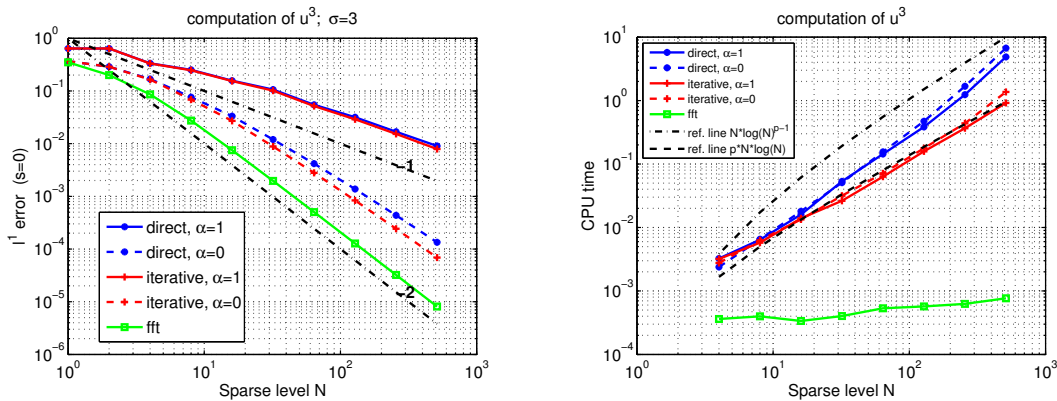 computation of u³; σ=3
10⁰
10⁻¹
10⁻²
10⁻³
10⁻⁴
10⁻⁵
10⁻⁶
l¹ error (s=0)
-1
-2
direct, α=1
direct, α=0
iterative, α=1
iterative, α=0
fft
10⁰ 10¹ 10² 10³
Sparse level N
computation of u³
10¹
10⁰
10⁻¹
10⁻²
10⁻³
10⁻⁴
CPU time
direct, α=1
direct, α=0
iterative, α=1
iterative, α=0
fft
ref. line N*log(N)ᵖ⁻¹
ref. line p*N*log(N)
10⁰ 10¹ 10² 10³
Sparse level N